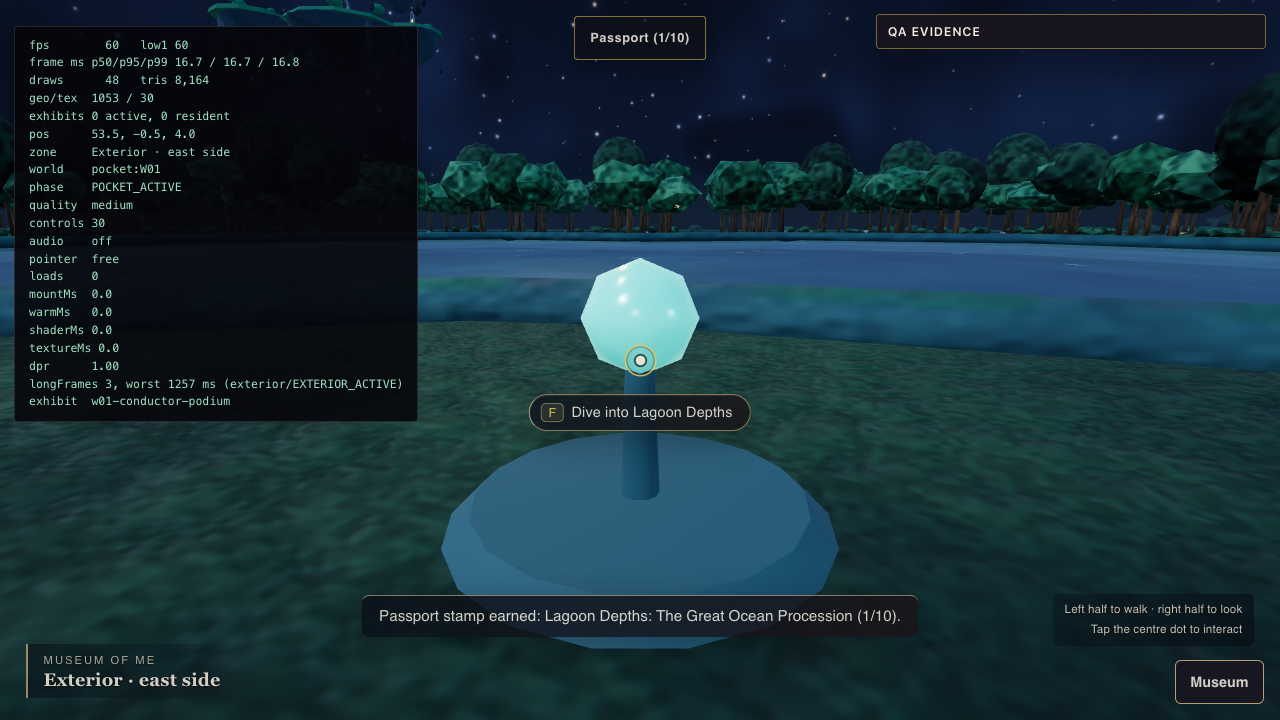 fps 60 low1 60
frame ms p50/p95/p99 16.7 / 16.7 / 16.8
draws 48 tris 8,164
geo/tex 1053 / 30
exhibits 0 active, 0 resident
pos 53.5, −0.5, 4.0
zone Exterior · east side
world pocket:W01
phase POCKET_ACTIVE
quality medium
controls 30
audio off
pointer free
loads 0
mountMs 0.0
warmMs 0.0
shaderMs 0.0
textureMs 0.0
dpr 1.00
longFrames 3, worst 1257 ms (exterior/EXTERIOR_ACTIVE)
exhibit w01-conductor-podium
Passport (1/10)
QA EVIDENCE
F Dive into Lagoon Depths
Passport stamp earned: Lagoon Depths: The Great Ocean Procession (1/10).
Left half to walk · right half to look
Tap the centre dot to interact
MUSEUM OF ME
Exterior · east side
Museum